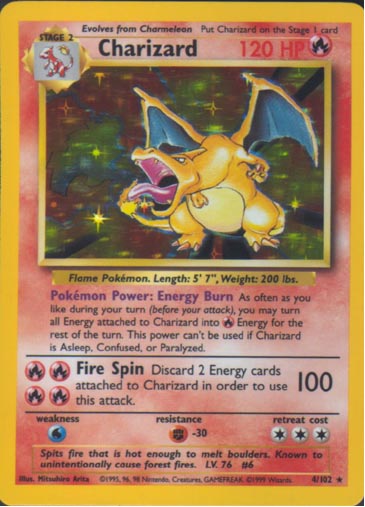 Evolves from Charmeleon Put Charizard on the Stage 1 card
STAGE 2
Charizard 120 HP
Flame Pokémon. Length: 5' 7", Weight: 200 lbs.
Pokémon Power: Energy Burn As often as you
like during your turn (before your attack), you may turn
all Energy attached to Charizard into Energy for the
rest of the turn. This power can't be used if Charizard
is Asleep, Confused, or Paralyzed.
Fire Spin Discard 2 Energy cards
attached to Charizard in order to use
this attack.
100
weakness resistance retreat cost
-30
Spits fire that is hot enough to melt boulders. Known to
unintentionally cause forest fires. LV. 76 #6
Illus. Mitsuhiro Arita ©1995, 96, 98 Nintendo, Creatures, GAMEFREAK. ©1999 Wizards. 4/102 ★